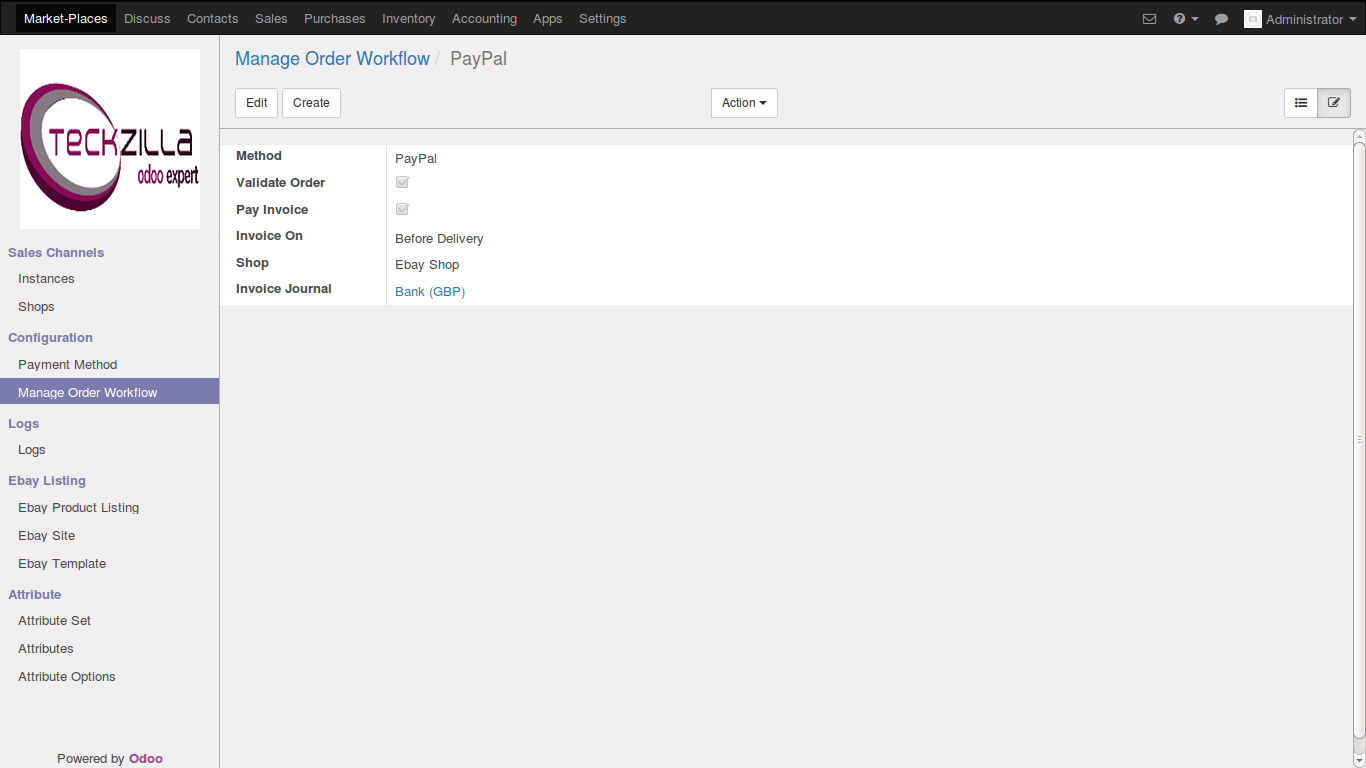 Market-Places Discuss Contacts Sales Purchases Inventory Accounting Apps Settings Administrator
TECKZILLA
odoo expert
Manage Order Workflow / PayPal
Edit Create Action
Method PayPal
Validate Order
Pay Invoice
Invoice On Before Delivery
Shop Ebay Shop
Invoice Journal Bank (GBP)
Sales Channels
Instances
Shops
Configuration
Payment Method
Manage Order Workflow
Logs
Logs
Ebay Listing
Ebay Product Listing
Ebay Site
Ebay Template
Attribute
Attribute Set
Attributes
Attribute Options
Powered by Odoo